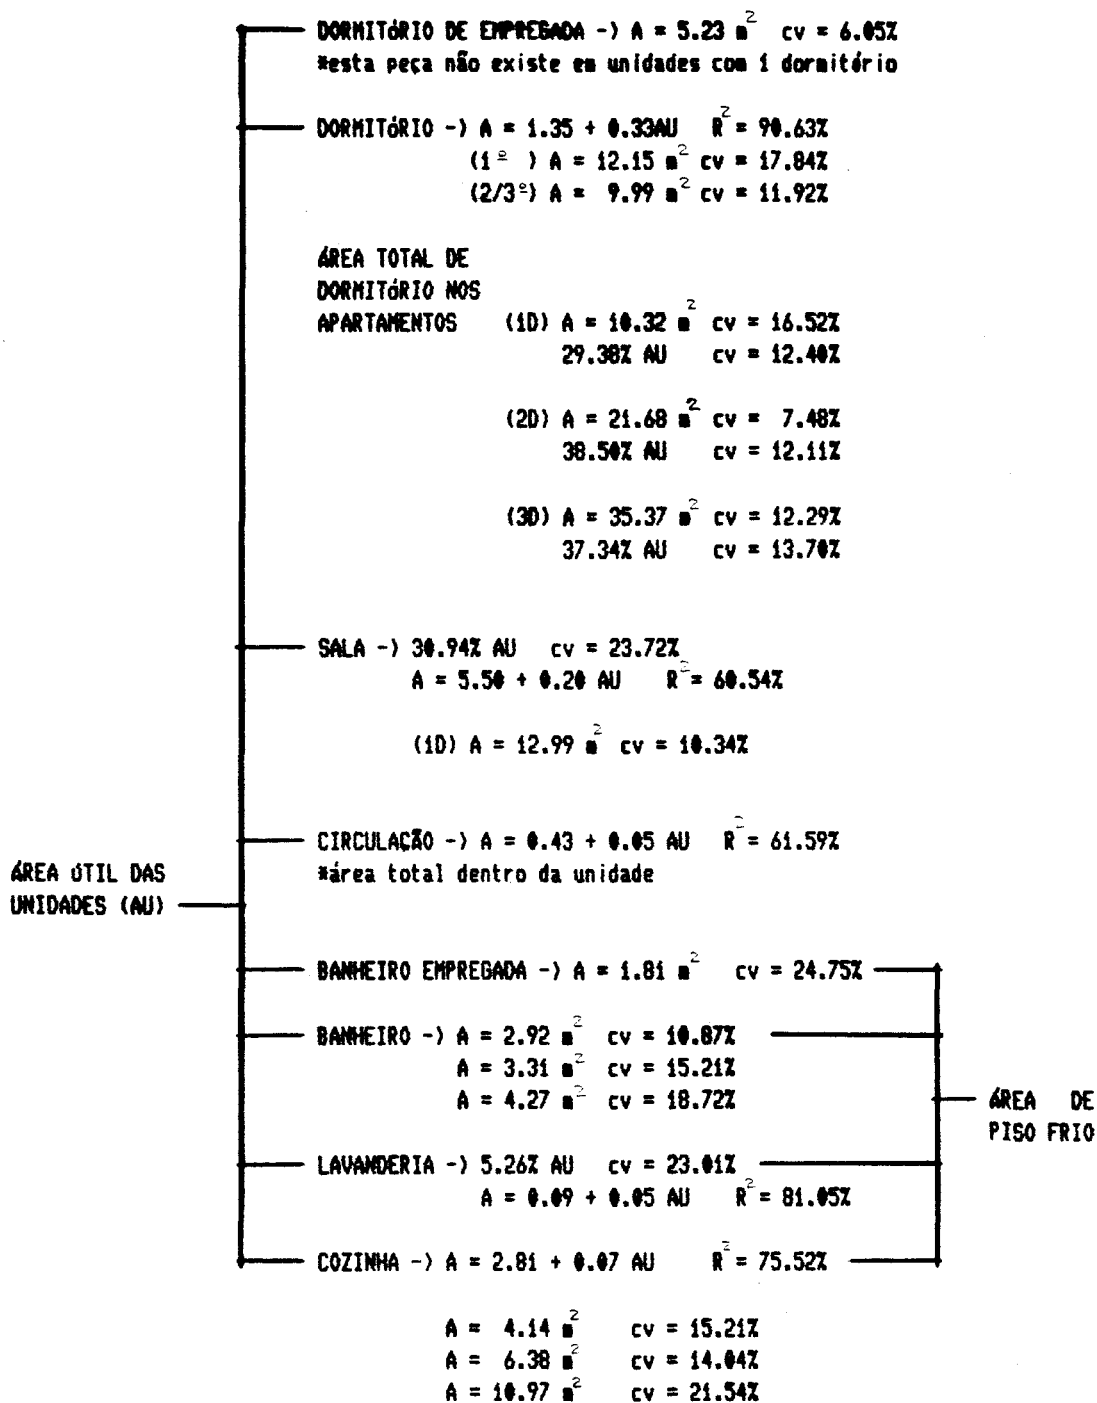 DORMITóRIO DE EMPREGADA -) A = 5.23 m² cv = 6.05%
*esta peça não existe em unidades com 1 dormitório
DORMITóRIO -) A = 1.35 + 0.33AU R² = 90.63%
(1º ) A = 12.15 m² cv = 17.84%
(2/3º) A = 9.99 m² cv = 11.92%
ÁREA TOTAL DE
DORMITóRIO NOS
APARTAMENTOS (1D) A = 10.32 m² cv = 16.52%
29.38% AU cv = 12.40%
(2D) A = 21.68 m² cv = 7.48%
38.50% AU cv = 12.11%
(3D) A = 35.37 m² cv = 12.29%
37.34% AU cv = 13.70%
SALA -) 30.94% AU cv = 23.72%
A = 5.50 + 0.20 AU R² = 60.54%
(1D) A = 12.99 m² cv = 10.34%
CIRCULAÇÃO -) A = 0.43 + 0.05 AU R² = 61.59%
*área total dentro da unidade
ÁREA úTIL DAS
UNIDADES (AU)
BANHEIRO EMPREGADA -) A = 1.81 m² cv = 24.75%
BANHEIRO -) A = 2.92 m² cv = 10.87%
A = 3.31 m² cv = 15.21%
A = 4.27 m² cv = 18.72%
ÁREA DE
PISO FRIO
LAVANDERIA -) 5.26% AU cv = 23.01%
A = 0.09 + 0.05 AU R² = 81.05%
COZINHA -) A = 2.81 + 0.07 AU R² = 75.52%
A = 4.14 m² cv = 15.21%
A = 6.38 m² cv = 14.04%
A = 10.97 m² cv = 21.54%